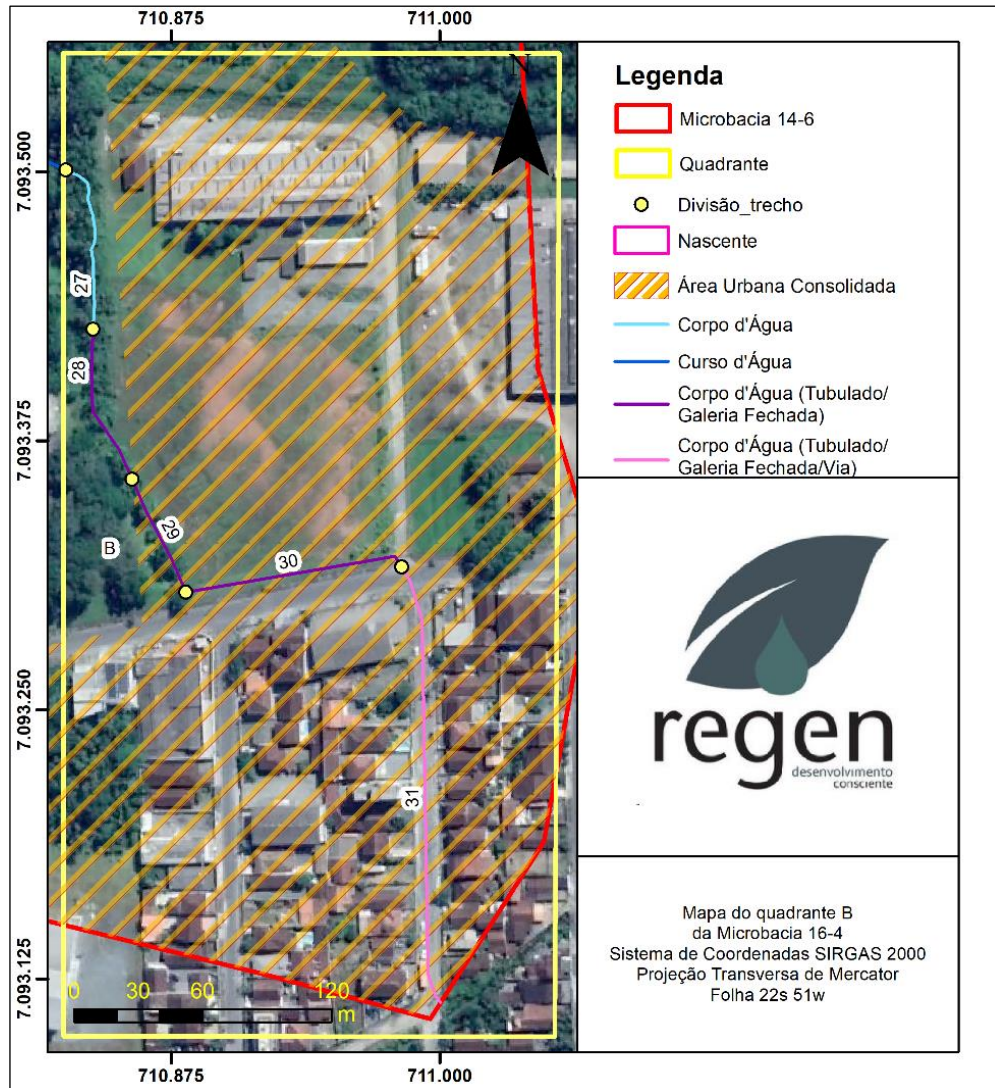 710.875
711.000
N
7.093.500
7.093.375
7.093.250
7.093.125
27
28
29
B
30
31
0 30 60 120
m
710.875
711.000
Legenda
Microbacia 14-6
Quadrante
Divisão_trecho
Nascente
Área Urbana Consolidada
Corpo d'Água
Curso d'Água
Corpo d'Água (Tubulado/
Galeria Fechada)
Corpo d'Água (Tubulado/
Galeria Fechada/Via)
regen
desenvolvimento
consciente
Mapa do quadrante B
da Microbacia 16-4
Sistema de Coordenadas SIRGAS 2000
Projeção Transversa de Mercator
Folha 22s 51w